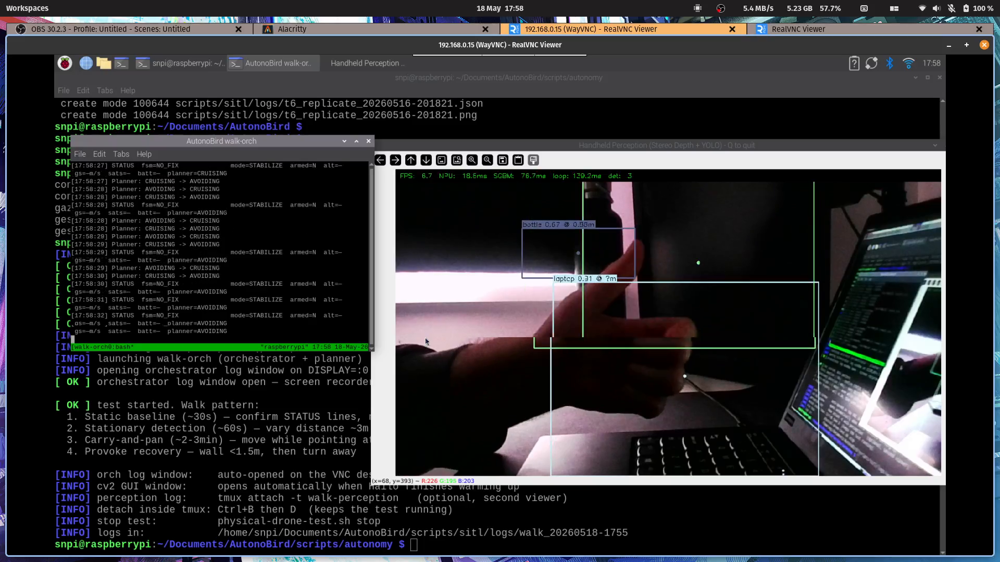 Workspaces
18 May 17:58
5.4 MB/s 5.23 GB 57.7% 100 %
OBS 30.2.3 - Profile: Untitled - Scenes: Untitled
Alacritty
192.168.0.15 (WayVNC) - RealVNC Viewer
RealVNC Viewer
192.168.0.15 (WayVNC) - RealVNC Viewer
snpi@raspberrypi: ~/..
AutonoBird walk-or..
Handheld Perception ..
17:58
snpi@raspberrypi: ~/Documents/AutonoBird/scripts/autonomy
File Edit Tabs Help
create mode 100644 scripts/sitl/logs/t6_replicate_20260516-201821.json
create mode 100644 scripts/sitl/logs/t6_replicate_20260516-201821.png
snpi@raspberrypi:~/Documents/AutonoBird $
AutonoBird walk-orch
File Edit Tabs Help
[17:58:27] STATUS fsm=NO_FIX mode=STABILIZE armed=N alt=—
gs=—m/s sats=— batt=— planner=CRUISING
[17:58:27] Planner: CRUISING -> AVOIDING
[17:58:28] Planner: AVOIDING -> CRUISING
[17:58:28] Planner: CRUISING -> AVOIDING
[17:58:28] STATUS fsm=NO_FIX mode=STABILIZE armed=N alt=—
gs=—m/s sats=— batt=— planner=AVOIDING
[17:58:28] Planner: AVOIDING -> CRUISING
[17:58:28] Planner: CRUISING -> AVOIDING
[17:58:29] Planner: AVOIDING -> CRUISING
[17:58:29] Planner: CRUISING -> AVOIDING
[17:58:29] STATUS fsm=NO_FIX mode=STABILIZE armed=N alt=—
gs=—m/s sats=— batt=— planner=AVOIDING
[17:58:29] Planner: AVOIDING -> CRUISING
[17:58:30] Planner: CRUISING -> AVOIDING
[17:58:30] STATUS fsm=NO_FIX mode=STABILIZE armed=N alt=—
gs=—m/s sats=— batt=— planner=AVOIDING
[17:58:31] STATUS fsm=NO_FIX mode=STABILIZE armed=N alt=—
gs=—m/s sats=— batt=— planner=AVOIDING
[17:58:32] STATUS fsm=NO_FIX mode=STABILIZE armed=N alt=—
gs=—m/s sats=— batt=— planner=AVOIDING
gs=—m/s sats=— batt=— planner=AVOIDING
[walk-orch0:bash* "raspberrypi" 17:58 18-May-26
Handheld Perception (Stereo Depth + YOLO) - Q to quit
FPS: 6.7 NPU: 18.5ms SGBM: 76.7ms loop: 139.2ms det: 3
bottle 0.67 @ 0.88m
laptop 0.91 @ ?m
(x=68, y=393) ~ R:226 G:195 B:203
[INFO] launching walk-orch (orchestrator + planner)
[INFO] opening orchestrator log window on DISPLAY=:0
[ OK ] orchestrator log window open — screen recorder
[ OK ] test started. Walk pattern:
1. Static baseline (~30s) — confirm STATUS lines,
2. Stationary detection (~60s) — vary distance ~3m
3. Carry-and-pan (~2-3min) — move while pointing
4. Provoke recovery — wall <1.5m, then turn away
[INFO] orch log window: auto-opened on the VNC
[INFO] cv2 GUI window: opens automatically when Hailo finishes warming up
[INFO] perception log: tmux attach -t walk-perception (optional, second viewer)
[INFO] detach inside tmux: Ctrl+B then D (keeps the test running)
[INFO] stop test: physical-drone-test.sh stop
[INFO] logs in: /home/snpi/Documents/AutonoBird/scripts/sitl/logs/walk_20260518-1755
snpi@raspberrypi:~/Documents/AutonoBird/scripts/autonomy $